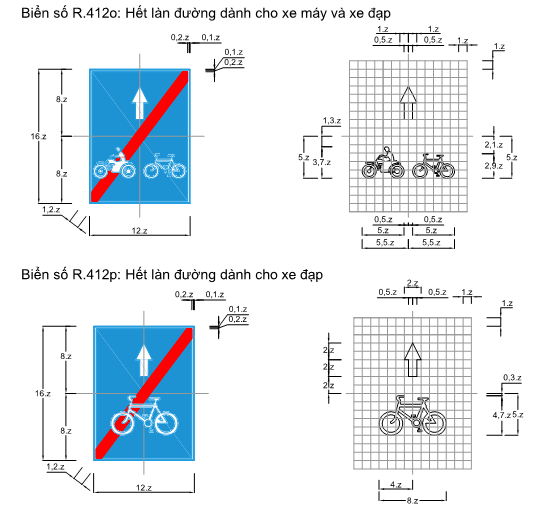 Biển số R.412o: Hết làn đường dành cho xe máy và xe đạp
0,2.z 0,1.z
0,1.z
0,2.z
8.z
16.z
8.z
1,2.z
12.z
1.z 1.z
0,5.z 0,5.z 1.z
1.z
1,3.z
5.z
3,7.z
2,1.z
5.z
2,9.z
0,5.z 0,5.z
5.z 5.z
5,5.z 5,5.z
Biển số R.412p: Hết làn đường dành cho xe đạp
0,2.z 0,1.z
0,1.z
0,2.z
8.z
16.z
8.z
1,2.z
12.z
2.z
0,5.z 0,5.z 1.z
1.z
2.z
2.z
2.z
0,3.z
4,7.z 5.z
4.z
8.z